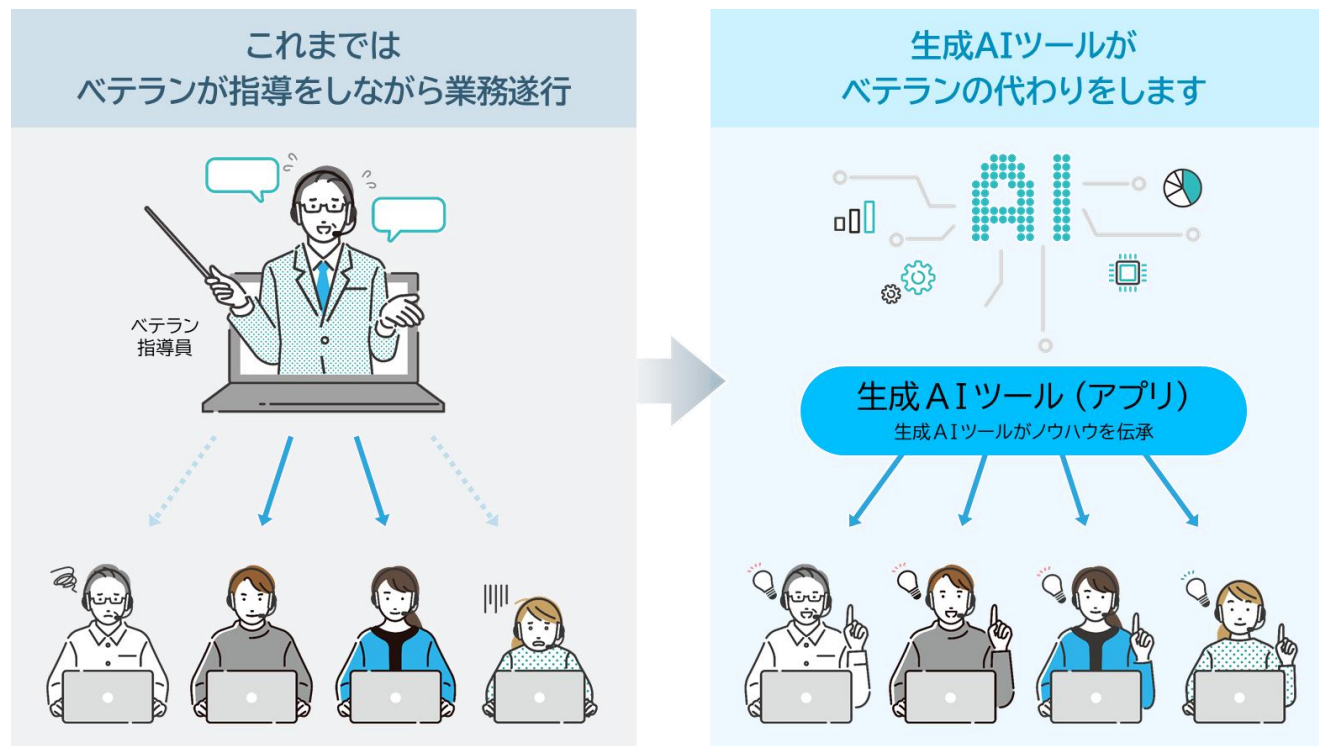 これまでは
ベテランが指導をしながら業務遂行
生成AIツールが
ベテランの代わりをします
ベテラン
指導員
AI
生成AIツール（アプリ）
生成AIツールがノウハウを伝承